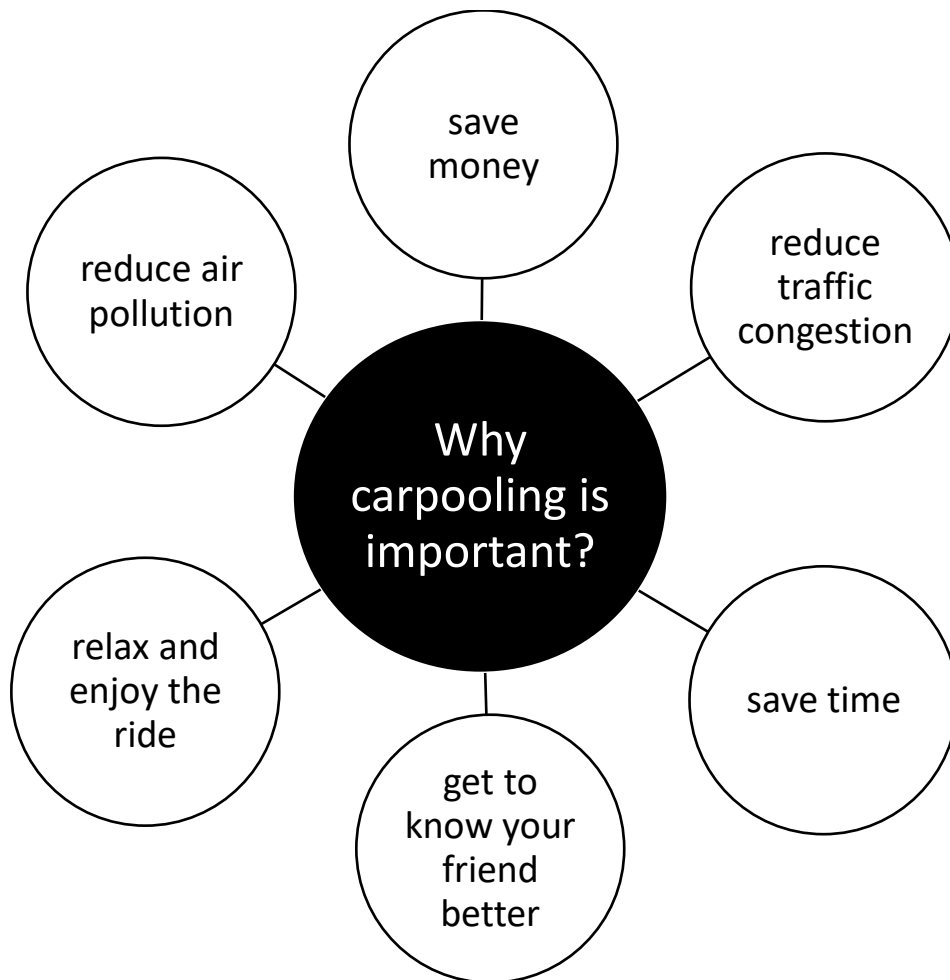 save
money
reduce air
pollution
reduce
traffic
congestion
Why
carpooling is
important?
relax and
enjoy the
ride
save time
get to
know your
friend
better